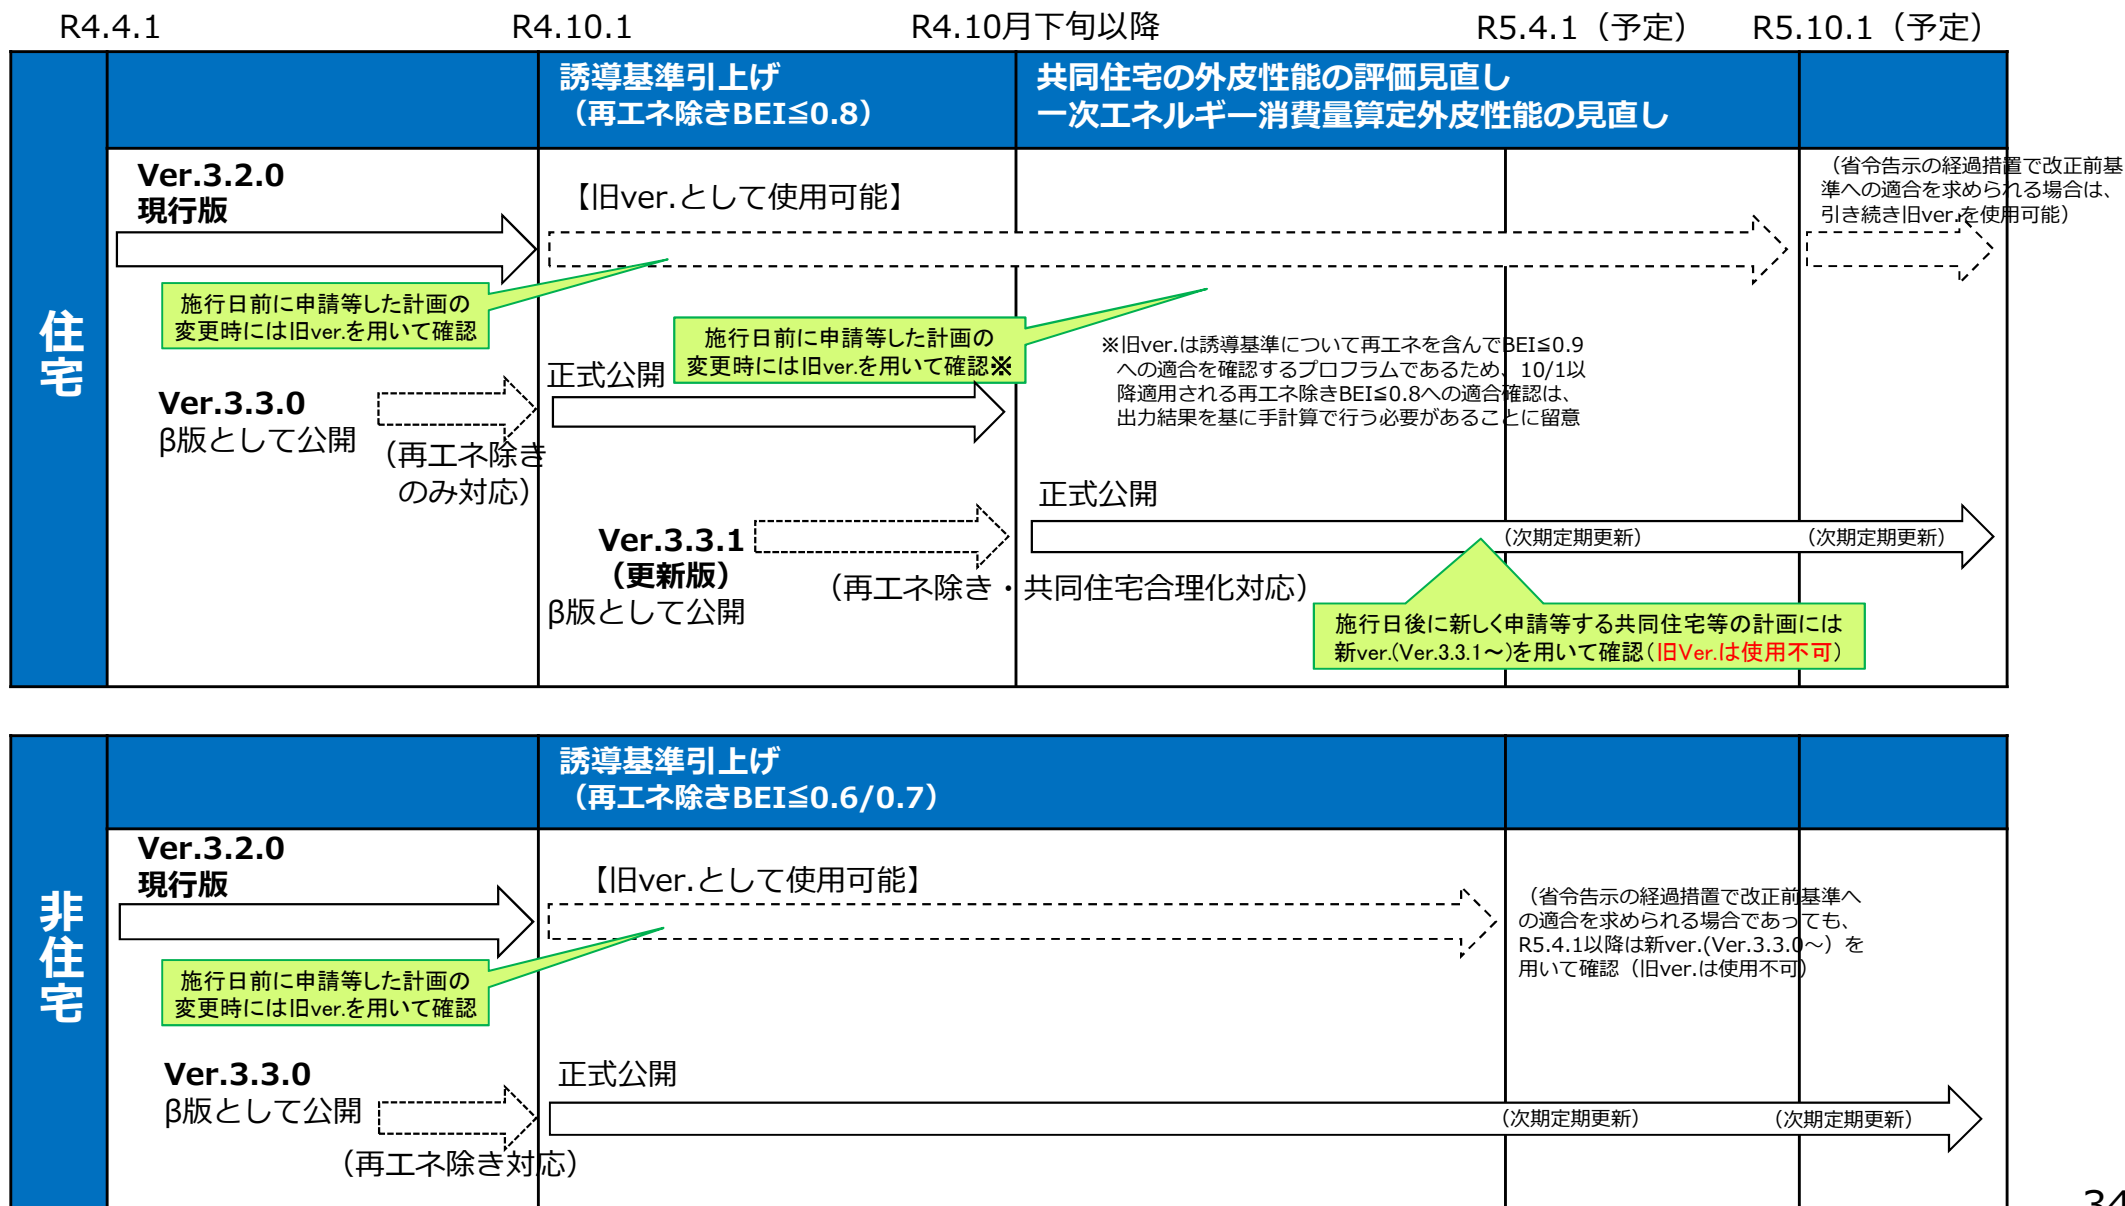 R4.4.1
R4.10.1
R4.10月下旬以降
R5.4.1（予定）
R5.10.1（予定）
誘導基準引上げ
（再エネ除きBEI≦0.8）
共同住宅の外皮性能の評価見直し
一次エネルギー消費量算定外皮性能の見直し
住宅
Ver.3.2.0
現行版
【旧ver.として使用可能】
（省令告示の経過措置で改正前基
準への適合を求められる場合は、
引き続き旧ver.を使用可能）
施行日前に申請等した計画の
変更時には旧ver.を用いて確認
施行日前に申請等した計画の
変更時には旧ver.を用いて確認※
※旧ver.は誘導基準について再エネを含んでBEI≦0.9
への適合を確認するプロフラムであるため、10/1以
降適用される再エネ除きBEI≦0.8への適合確認は、
出力結果を基に手計算で行う必要があることに留意
Ver.3.3.0
β版として公開
（再エネ除き
のみ対応）
正式公開
Ver.3.3.1
（更新版）
β版として公開
（再エネ除き・共同住宅合理化対応）
正式公開
（次期定期更新）
（次期定期更新）
施行日後に新しく申請等する共同住宅等の計画には
新ver.(Ver.3.3.1～)を用いて確認（旧Ver.は使用不可）
誘導基準引上げ
（再エネ除きBEI≦0.6/0.7）
非住宅
Ver.3.2.0
現行版
【旧ver.として使用可能】
（省令告示の経過措置で改正前基準へ
の適合を求められる場合であっても、
R5.4.1以降は新ver.(Ver.3.3.0～）を
用いて確認（旧ver.は使用不可）
施行日前に申請等した計画の
変更時には旧ver.を用いて確認
Ver.3.3.0
β版として公開
（再エネ除き対応）
正式公開
（次期定期更新）
（次期定期更新）
34